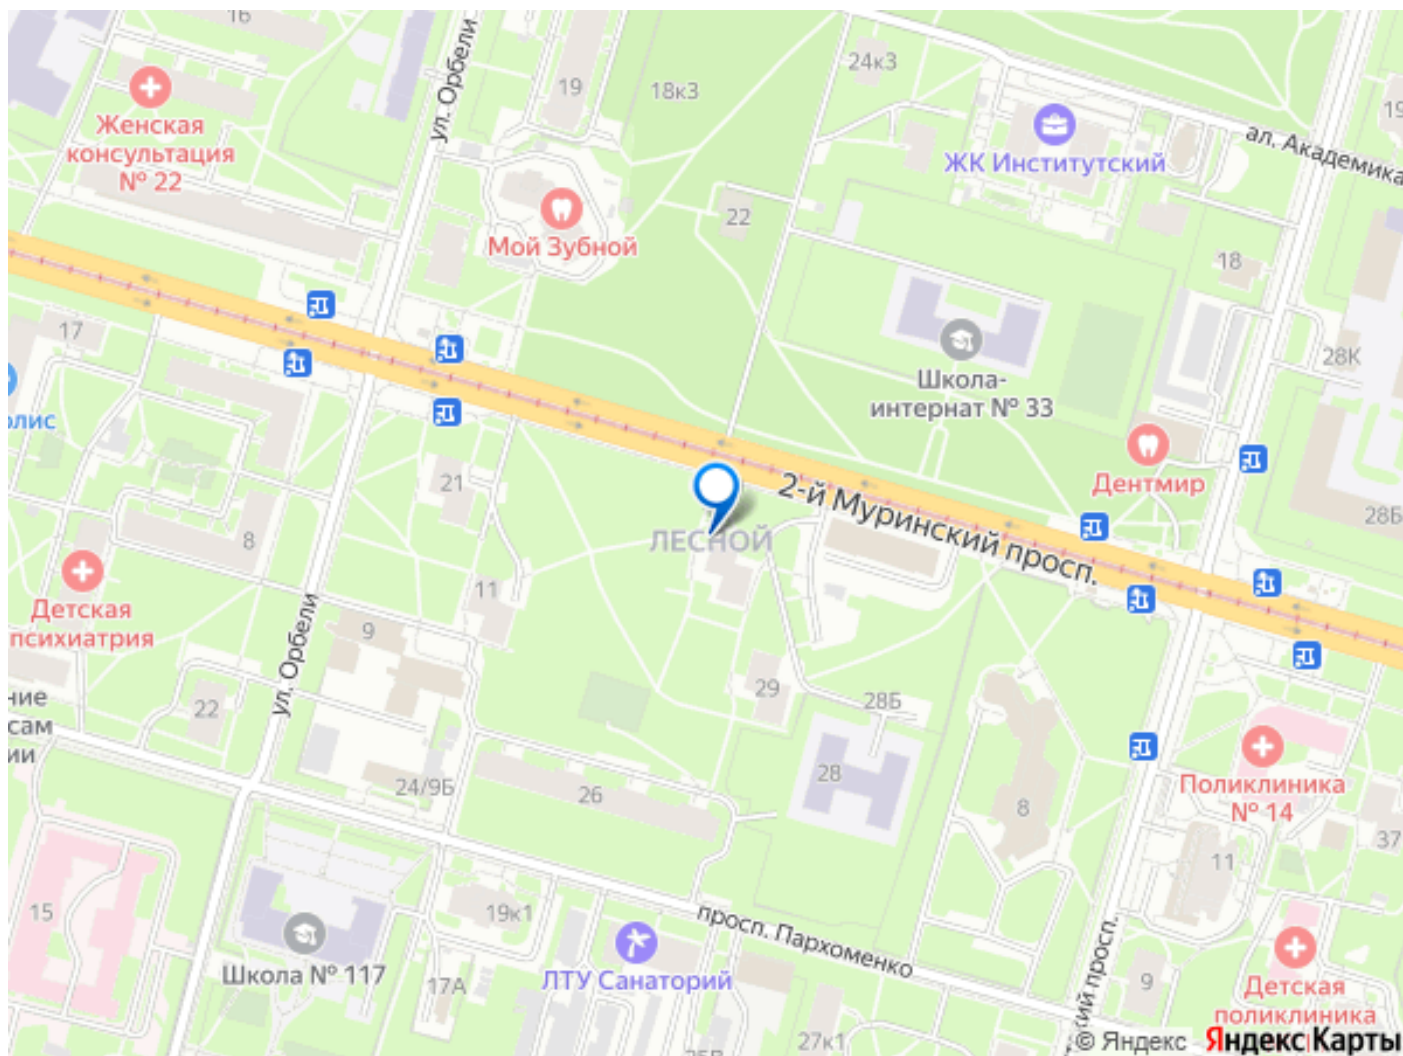 16
ул. Орбели
19
18к3
24к3
Женская
консультация
№ 22
ЖК Институтский
ал. Академика
22
Мой Зубной
18
17
28К
Школа-
интернат № 33
олис
Дентмир
21
2-й Муринский просп.
28Б
ЛЕСНОЙ
8
Детская
психиатрия
11
9
ул. Орбели
29
28Б
22
ние
сам
ии
24/9Б
26
28
8
Поликлиника
№ 14
37
11
15
19к1
просп. Пархоменко
Школа № 117
17А
ЛТУ Санаторий
кий просп.
9
Детская
поликлиника
27к1
© Яндекс Яндекс Карты